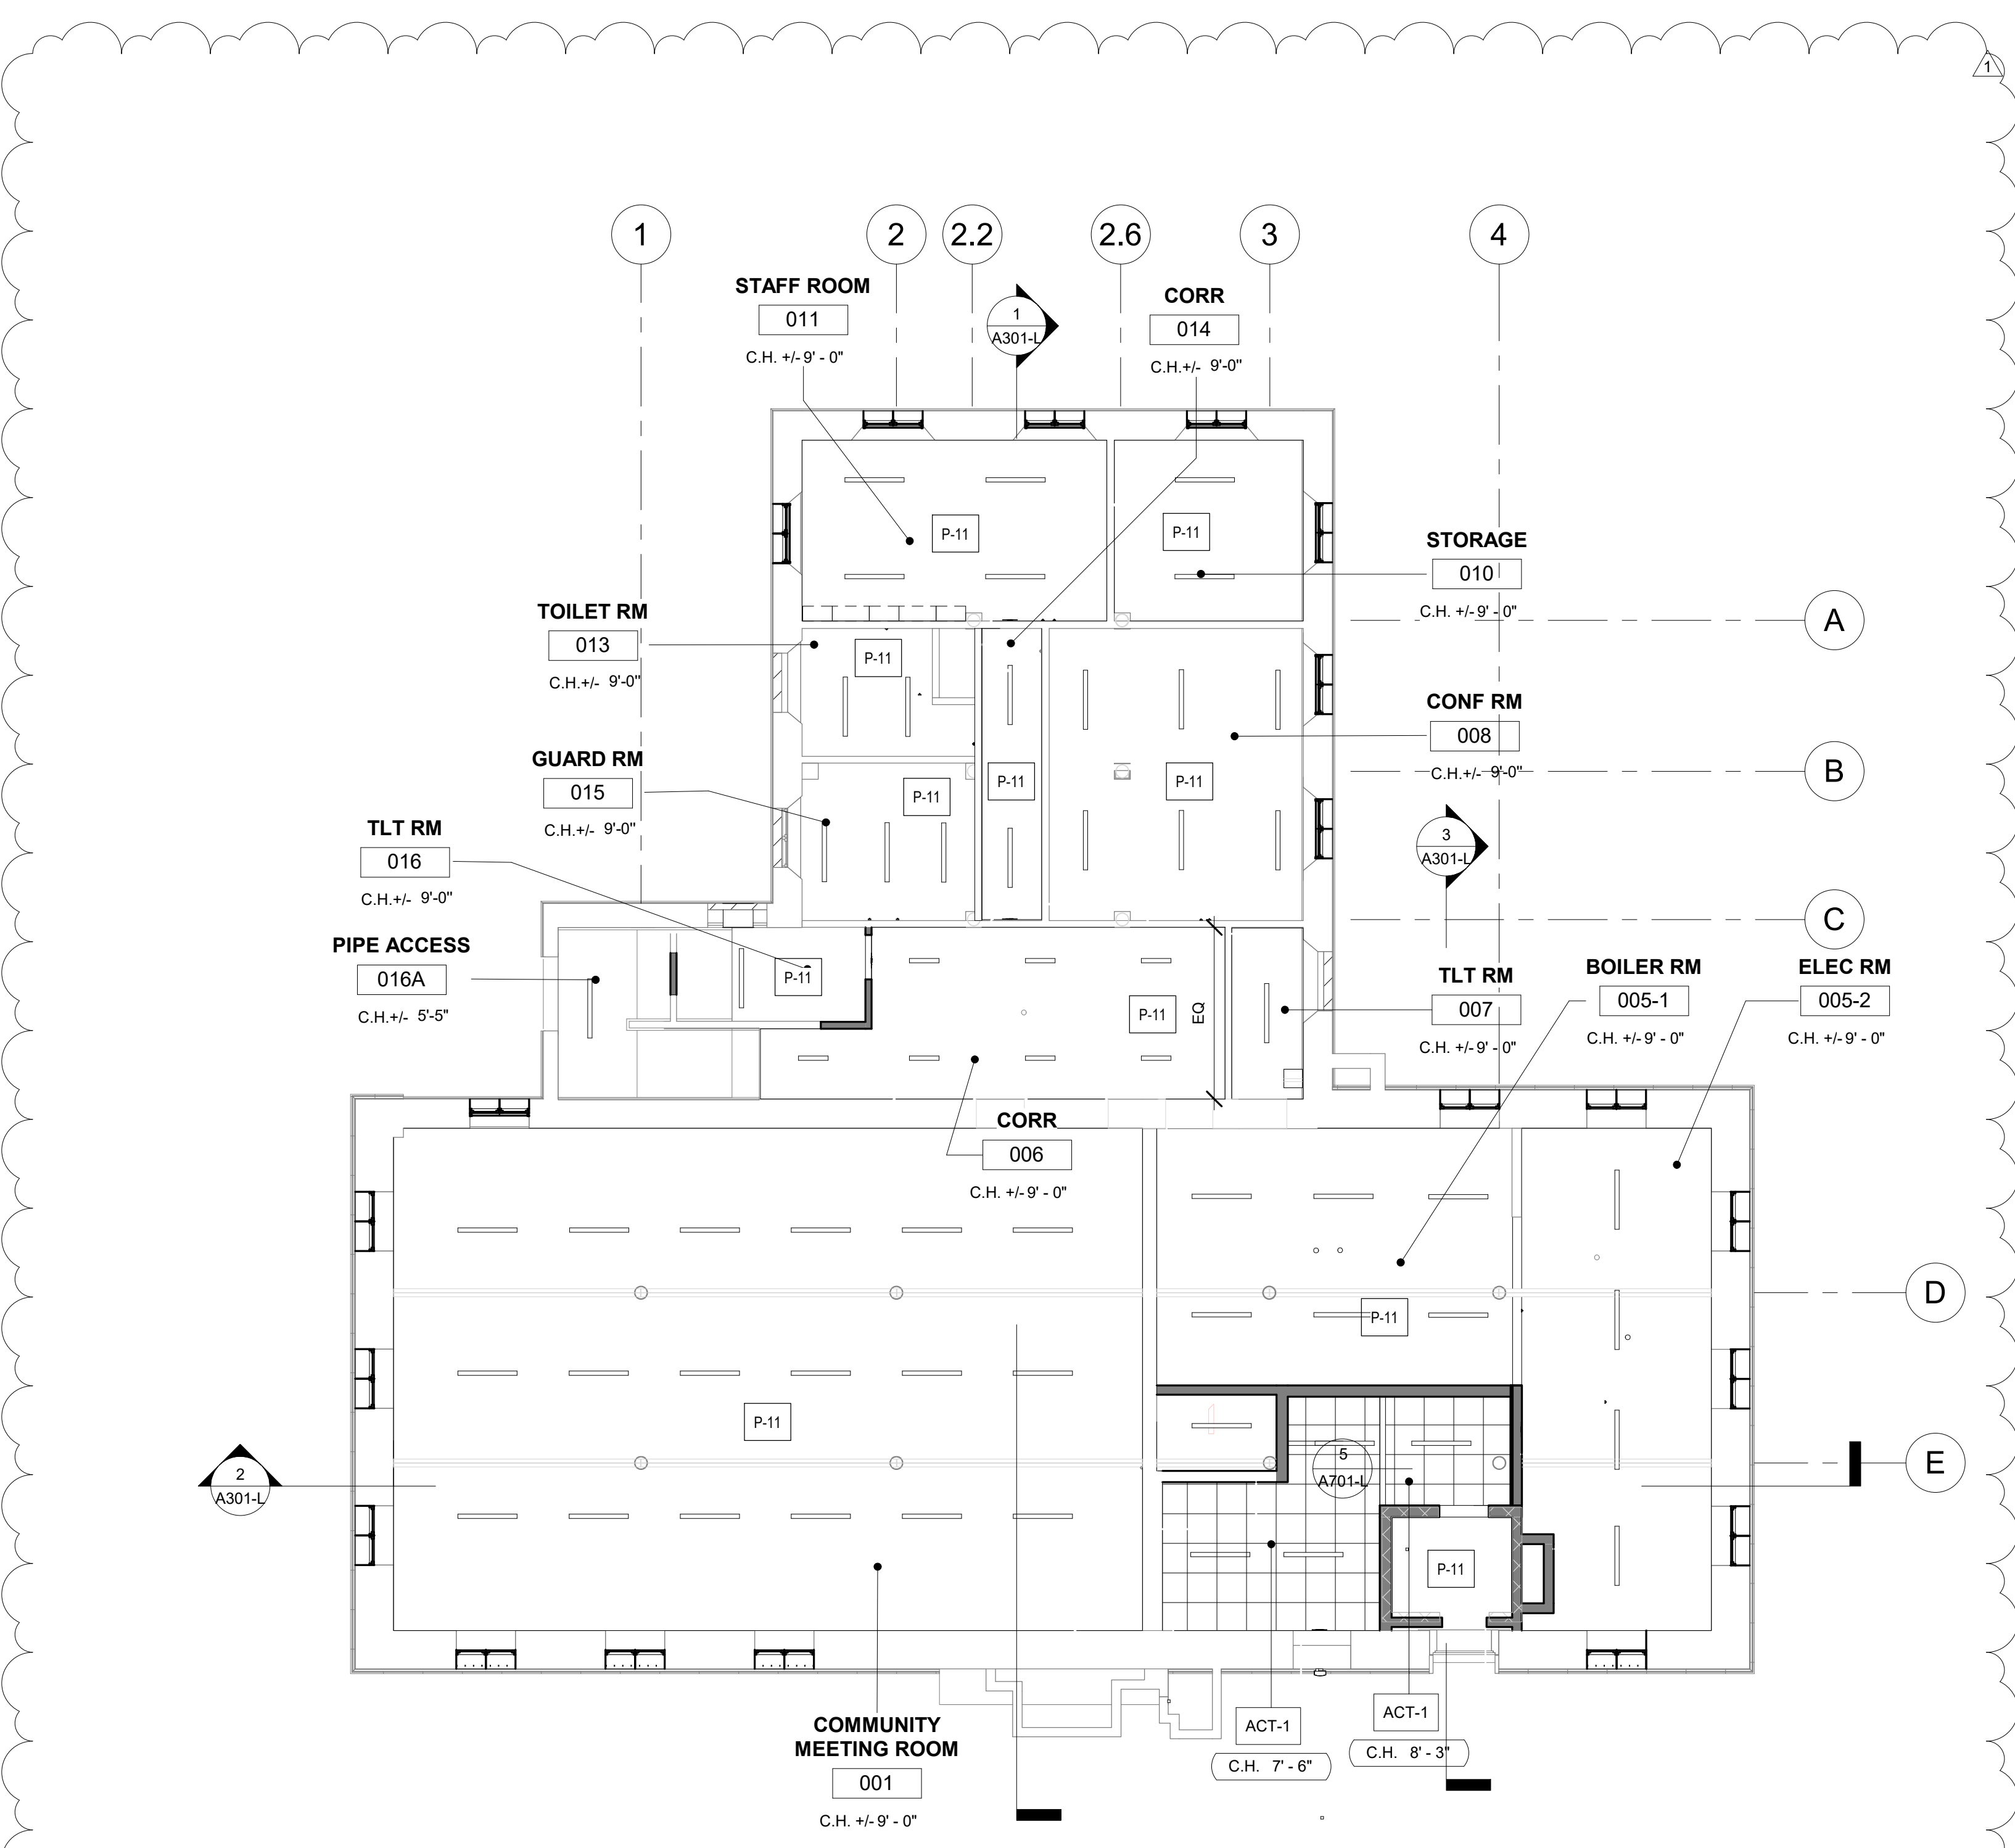 1
1
2
2.2
2.6
3
4
STAFF ROOM
011
C.H. +/- 9' - 0"
1
A301-L
CORR
014
C.H.+/- 9'-0"
P-11
P-11
STORAGE
010
C.H. +/- 9' - 0"
A
TOILET RM
013
C.H.+/- 9'-0"
P-11
CONF RM
008
C.H.+/- 9'-0"
B
GUARD RM
015
C.H.+/- 9'-0"
P-11
P-11
P-11
TLT RM
016
C.H.+/- 9'-0"
3
A301-L
C
PIPE ACCESS
016A
C.H.+/- 5'-5"
P-11
P-11
EQ
TLT RM
007
C.H. +/- 9' - 0"
BOILER RM
005-1
C.H. +/- 9' - 0"
ELEC RM
005-2
C.H. +/- 9' - 0"
CORR
006
C.H. +/- 9' - 0"
D
P-11
P-11
2
A301-L
5
A701-L
E
P-11
COMMUNITY
MEETING ROOM
001
C.H. +/- 9' - 0"
ACT-1
C.H. 7' - 6"
ACT-1
C.H. 8' - 3"